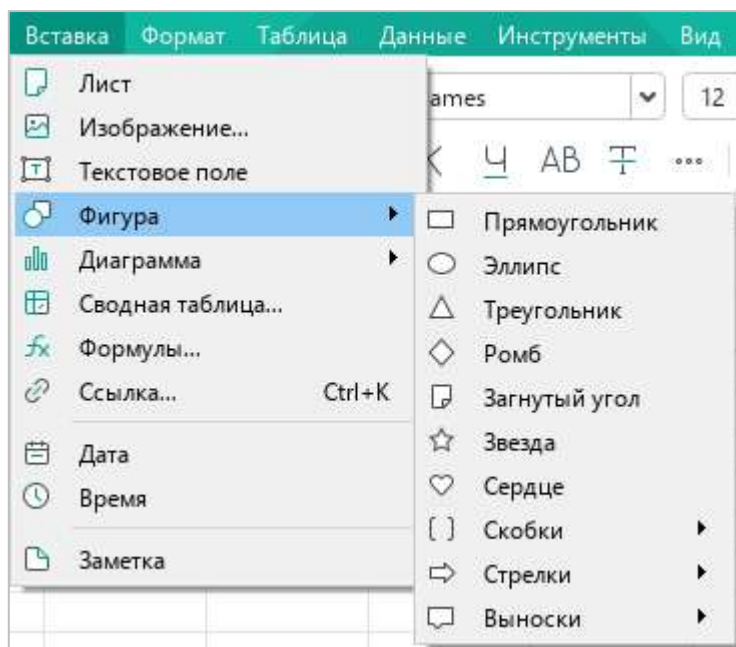 Вставка Формат Таблица Данные Инструменты Вид
Лист
ames 12
Изображение...
Ч АВ Т
Текстовое поле
Фигура
Прямоугольник
Диаграмма
Эллипс
Сводная таблица...
Треугольник
Формулы...
Ромб
Ссылка... Ctrl+K
Загнутый угол
Звезда
Дата
Сердце
Время
Скобки
Заметка
Стрелки
Выноски